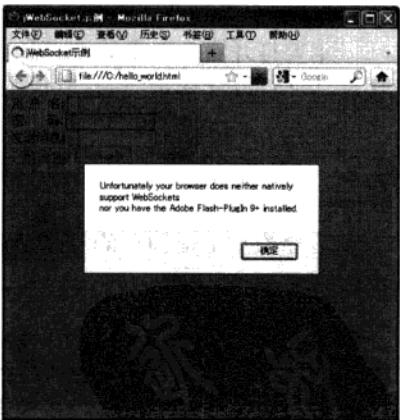 jWebSocket示例 - Mozilla Firefox
文件(F) 编辑(E) 查看(V) 历史(S) 书签(B) 工具(T) 帮助(H)
jWebSocket示例
file:///C:/hello_world.html
Google
Unfortunately your browser does neither natively
support WebSockets
nor you have the Adobe Flash-PlugIn 9+ installed.
确定